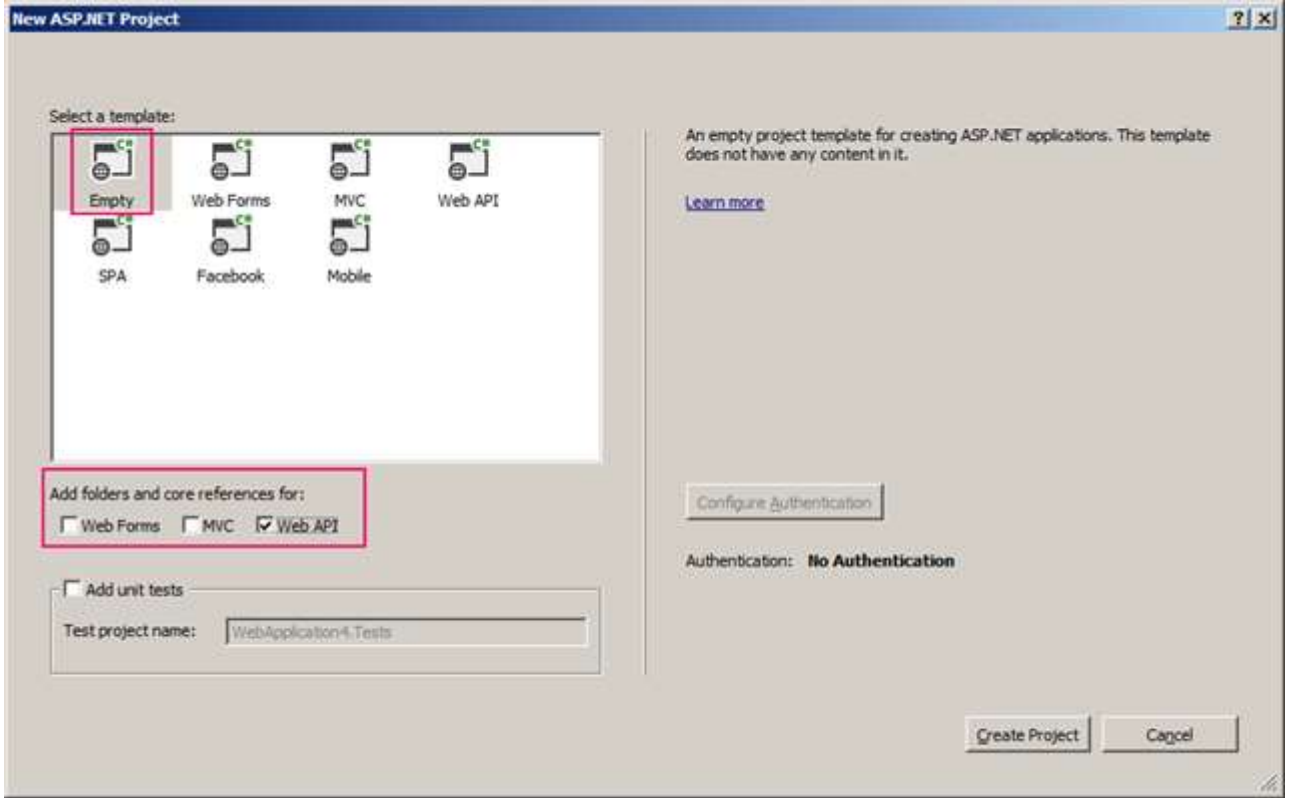 New ASP.NET Project
Select a template:
C# C# C# C#
Empty Web Forms MVC Web API
C# C# C#
SPA Facebook Mobile
An empty project template for creating ASP.NET applications. This template
does not have any content in it.
Learn more
Add folders and core references for:
Web Forms MVC Web API
Configure Authentication
Authentication: No Authentication
Add unit tests
Test project name: WebApplication4.Tests
Create Project Cancel